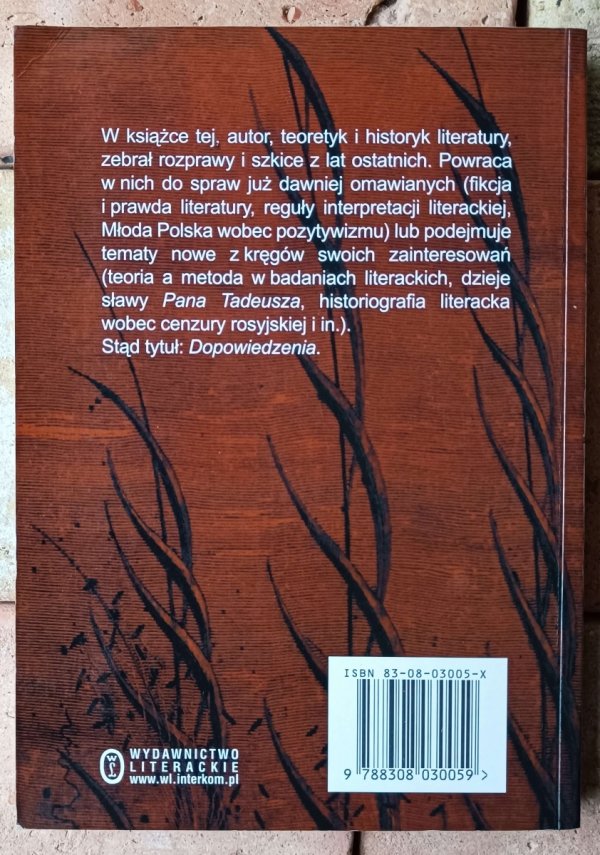 W książce tej, autor, teoretyk i historyk literatury,
zebrał rozprawy i szkice z lat ostatnich. Powraca
w nich do spraw już dawniej omawianych (fikcja
i prawda literatury, reguły interpretacji literackiej,
Młoda Polska wobec pozytywizmu) lub podejmuje
tematy nowe z kręgów swoich zainteresowań
(teoria a metoda w badaniach literackich, dzieje
sławy Pana Tadeusza, historiografia literacka
wobec cenzury rosyjskiej i in.).
Stąd tytuł: Dopowiedzenia.
ISBN 83-08-03005-X
9 788308 030059 >
WYDAWNICTWO
LITERACKIE
www.wl.interkom.pl